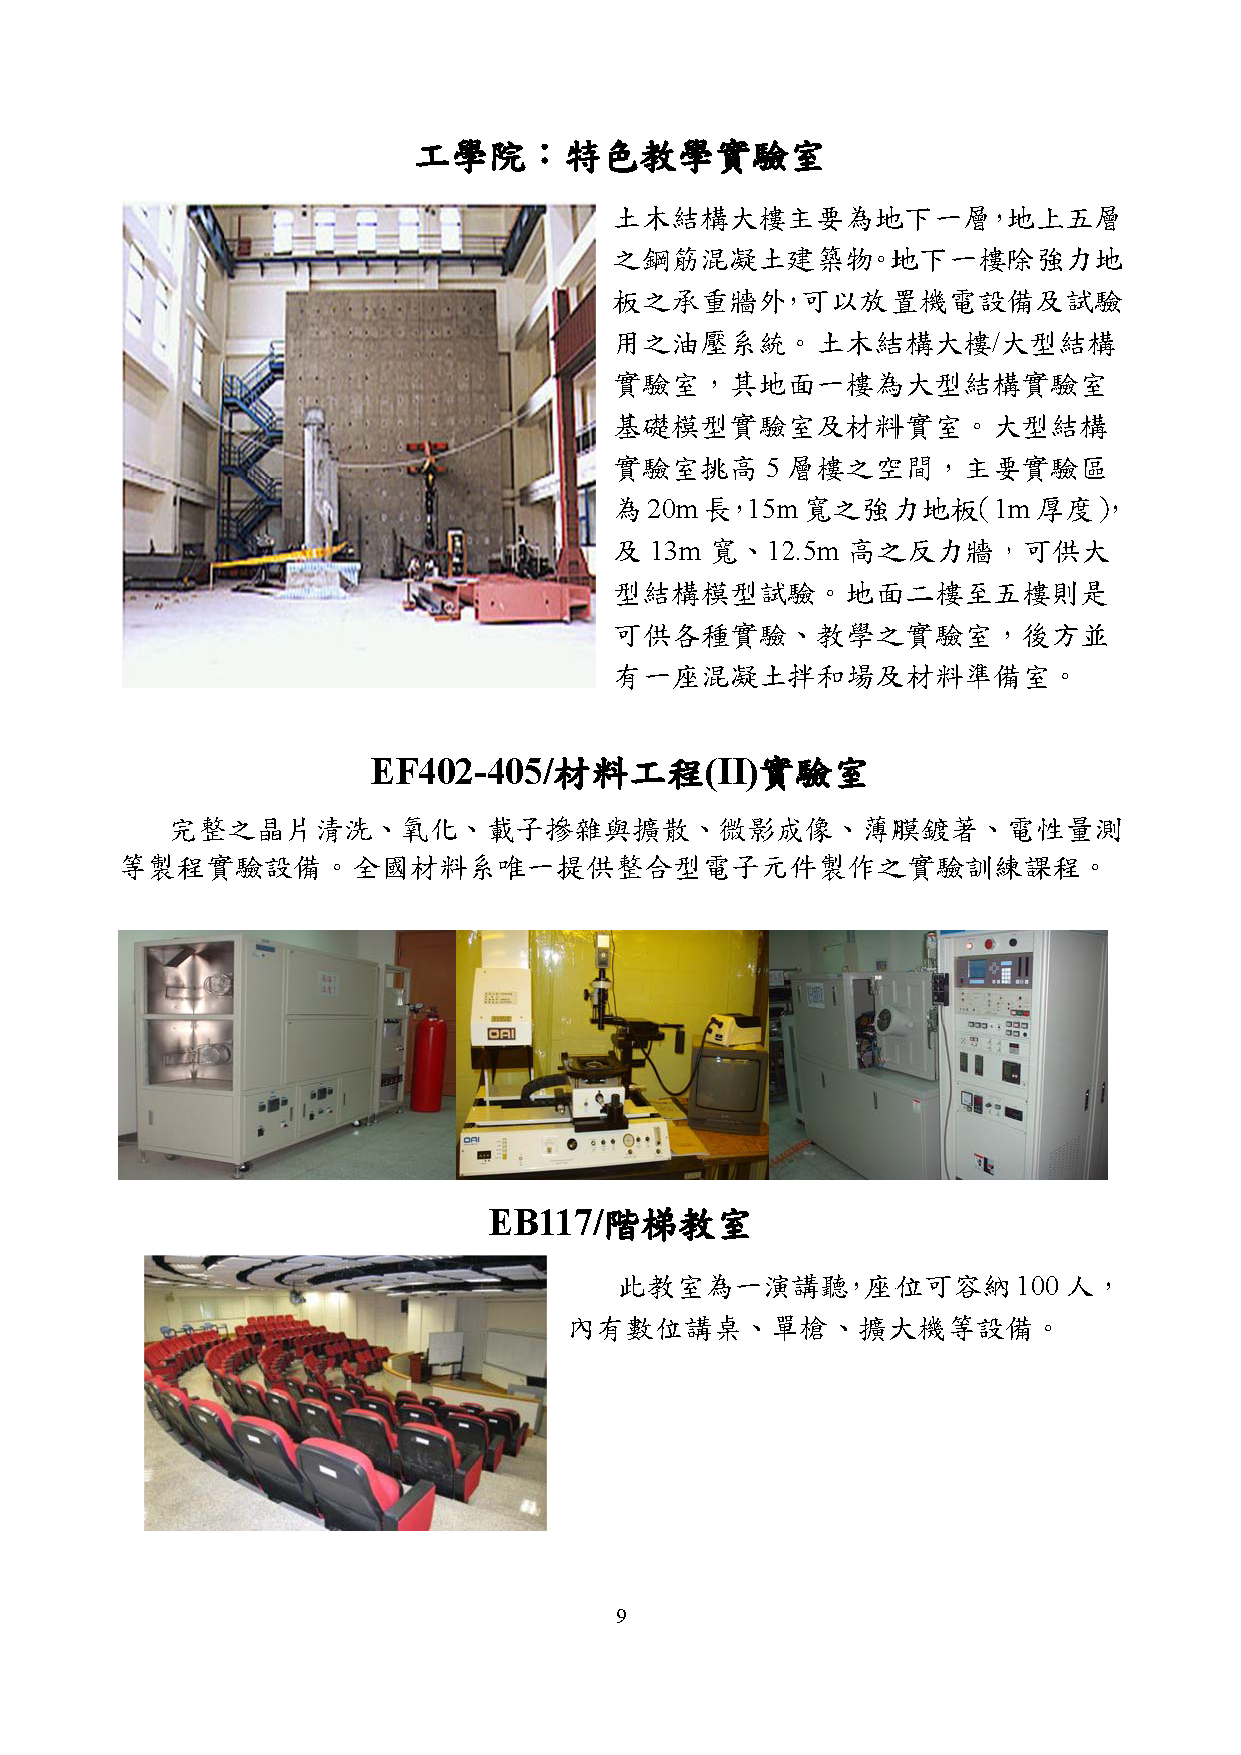 工學院：特色教學實驗室
土木結構大樓主要為地下一層，地上五層
之鋼筋混凝土建築物。地下一樓除強力地
板之承重牆外，可以放置機電設備及試驗
用之油壓系統。土木結構大樓/大型結構
實驗室，其地面一樓為大型結構實驗室
基礎模型實驗室及材料實室。大型結構
實驗室挑高 5 層樓之空間，主要實驗區
為 20m 長，15m 寬之強力地板( 1m 厚度 )，
及 13m 寬、12.5m 高之反力牆，可供大
型結構模型試驗。地面二樓至五樓則是
可供各種實驗、教學之實驗室，後方並
有一座混凝土拌和場及材料準備室。
EF402-405/材料工程(II)實驗室
完整之晶片清洗、氧化、載子摻雜與擴散、微影成像、薄膜鍍著、電性量測
等製程實驗設備。全國材料系唯一提供整合型電子元件製作之實驗訓練課程。
OAI
OAI
EB117/階梯教室
此教室為一演講聽，座位可容納 100 人，
內有數位講桌、單槍、擴大機等設備。
9